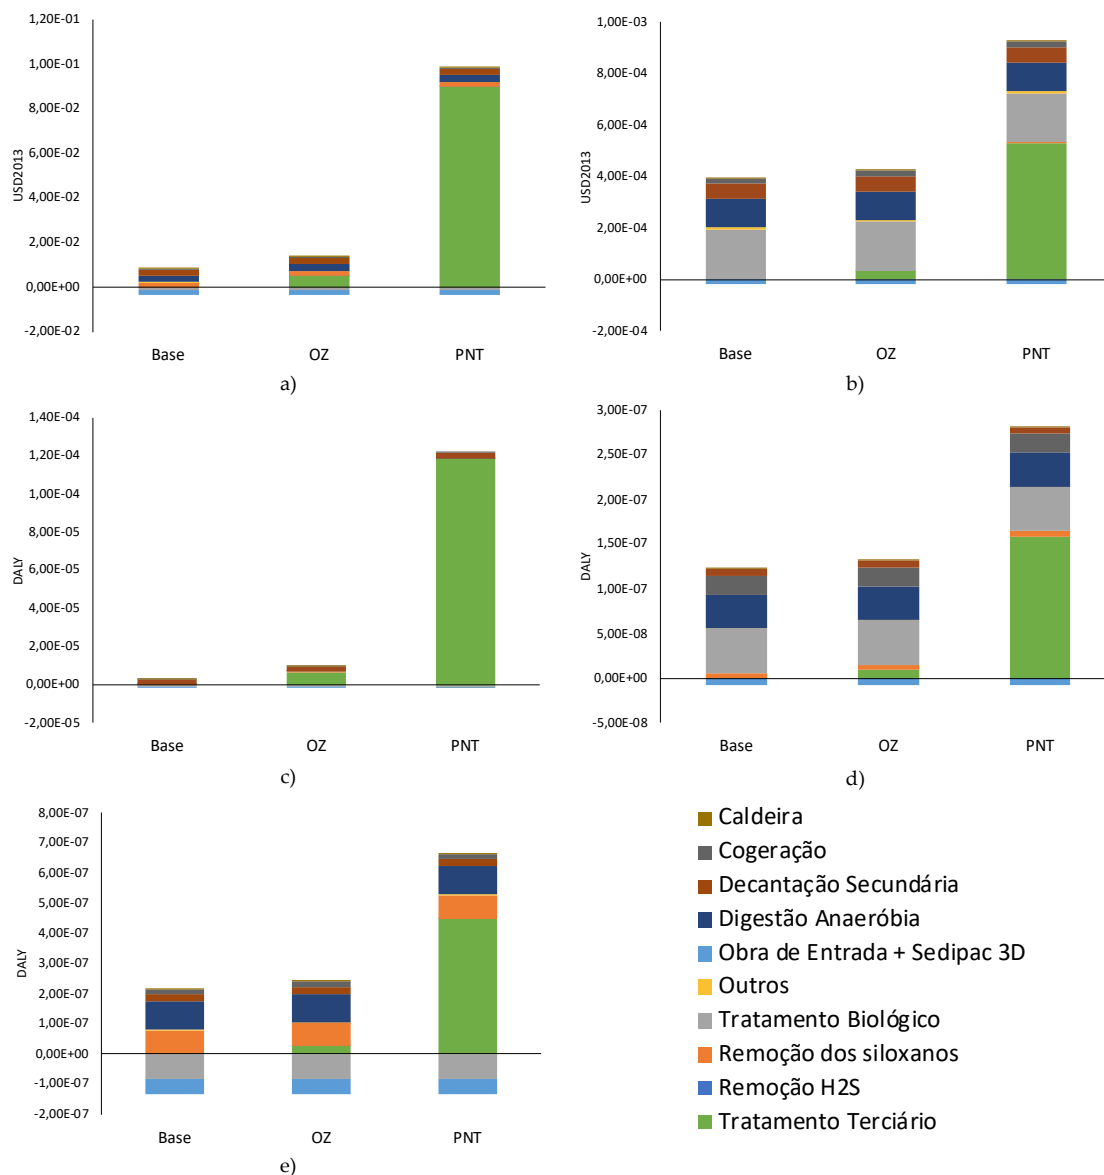 1,20E-01
1,00E-01
8,00E-02
6,00E-02
4,00E-02
2,00E-02
0,00E+00
-2,00E-02
USD2013
Base OZ PNT
a)
1,00E-03
8,00E-04
6,00E-04
4,00E-04
2,00E-04
0,00E+00
-2,00E-04
USD2013
Base OZ PNT
b)
1,40E-04
1,20E-04
1,00E-04
8,00E-05
6,00E-05
4,00E-05
2,00E-05
0,00E+00
-2,00E-05
DALY
Base OZ PNT
c)
3,00E-07
2,50E-07
2,00E-07
1,50E-07
1,00E-07
5,00E-08
0,00E+00
-5,00E-08
DALY
Base OZ PNT
d)
8,00E-07
7,00E-07
6,00E-07
5,00E-07
4,00E-07
3,00E-07
2,00E-07
1,00E-07
0,00E+00
-1,00E-07
-2,00E-07
DALY
Base OZ PNT
e)
Caldeira
Cogeração
Decantação Secundária
Digestão Anaeróbia
Obra de Entrada + Sedipac 3D
Outros
Tratamento Biológico
Remoção dos siloxanos
Remoção H2S
Tratamento Terciário